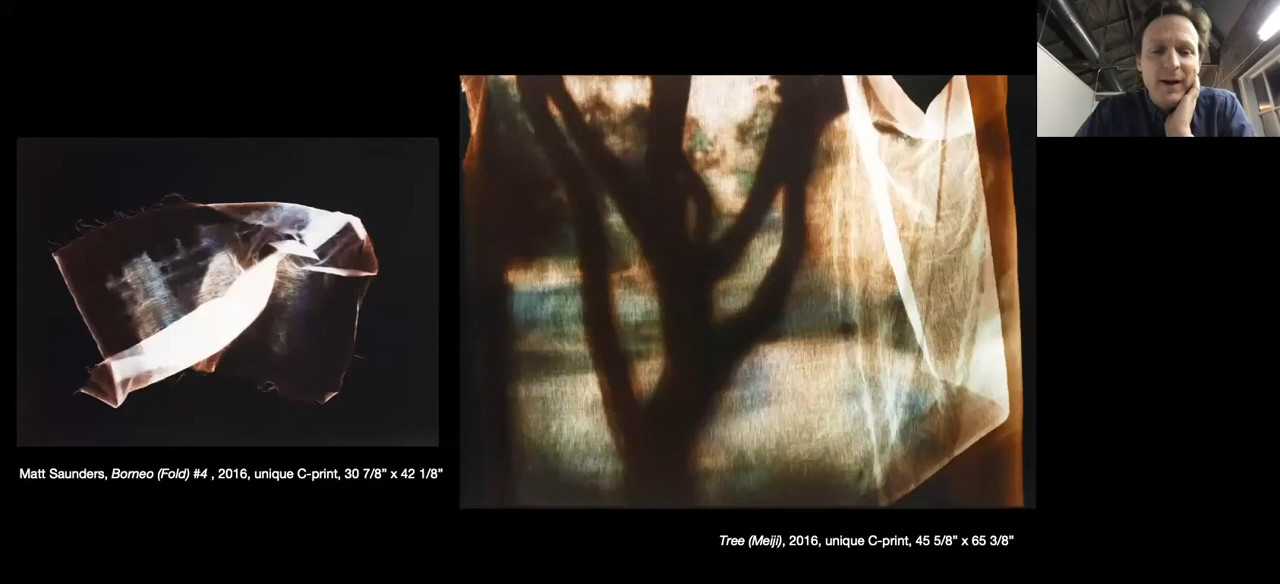 Matt Saunders, Borneo (Fold) #4 , 2016, unique C-print, 30 7/8” x 42 1/8”
Tree (Meiji), 2016, unique C-print, 45 5/8” x 65 3/8”